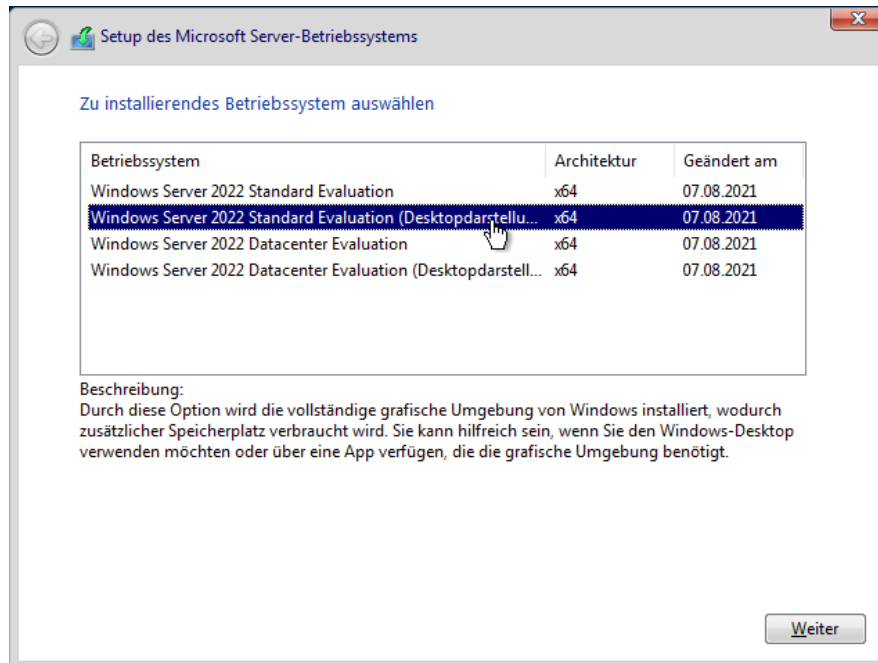 Setup des Microsoft Server-Betriebssystems
Zu installierendes Betriebssystem auswählen
Betriebssystem Architektur Geändert am
Windows Server 2022 Standard Evaluation x64 07.08.2021
Windows Server 2022 Standard Evaluation (Desktopdarstellu... x64 07.08.2021
Windows Server 2022 Datacenter Evaluation x64 07.08.2021
Windows Server 2022 Datacenter Evaluation (Desktopdarstell... x64 07.08.2021
Beschreibung:
Durch diese Option wird die vollständige grafische Umgebung von Windows installiert, wodurch
zusätzlicher Speicherplatz verbraucht wird. Sie kann hilfreich sein, wenn Sie den Windows-Desktop
verwenden möchten oder über eine App verfügen, die die grafische Umgebung benötigt.
Weiter